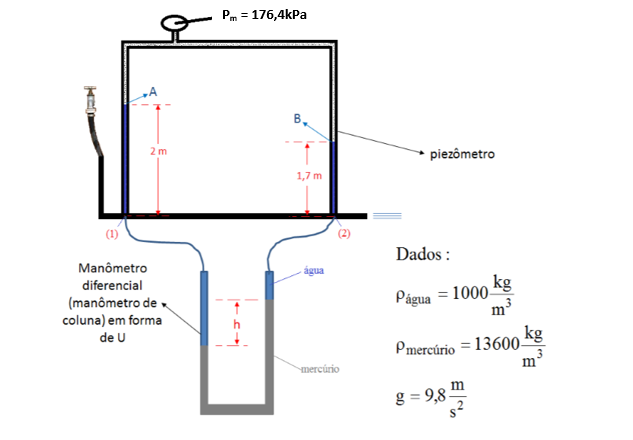 Pm = 176,4kPa
A
B
2 m
1,7 m
piezômetro
(1)
(2)
Manômetro
diferencial
(manômetro de
coluna) em forma
de U
água
h
mercúrio
Dados :
ρágua = 1000 kg/m³
ρmercúrio = 13600 kg/m³
g = 9,8 m/s²